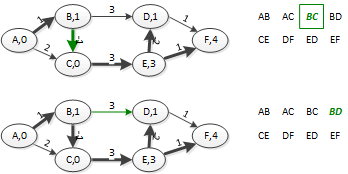 B,1 3 D,1 AB AC BC BD
1 1
A,0 F,4
2 1
C,0 3 E,3 CE DF ED EF
B,1 3 D,1 AB AC BC BD
1 1
A,0 F,4
2 1
C,0 3 E,3 CE DF ED EF